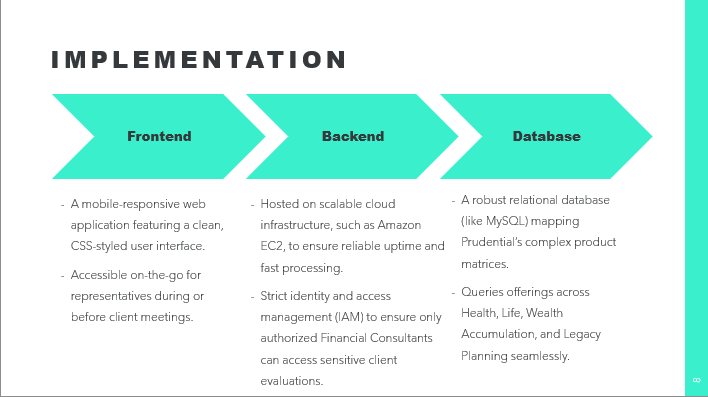 IMPLEMENTATION
Frontend
Backend
Database
- A mobile-responsive web
application featuring a clean,
CSS-styled user interface.
- Accessible on-the-go for
representatives during or
before client meetings.
- Hosted on scalable cloud
infrastructure, such as Amazon
EC2, to ensure reliable uptime and
fast processing.
- Strict identity and access
management (IAM) to ensure only
authorized Financial Consultants
can access sensitive client
evaluations.
- A robust relational database
(like MySQL) mapping
Prudential's complex product
matrices.
- Queries offerings across
Health, Life, Wealth
Accumulation, and Legacy
Planning seamlessly.
8